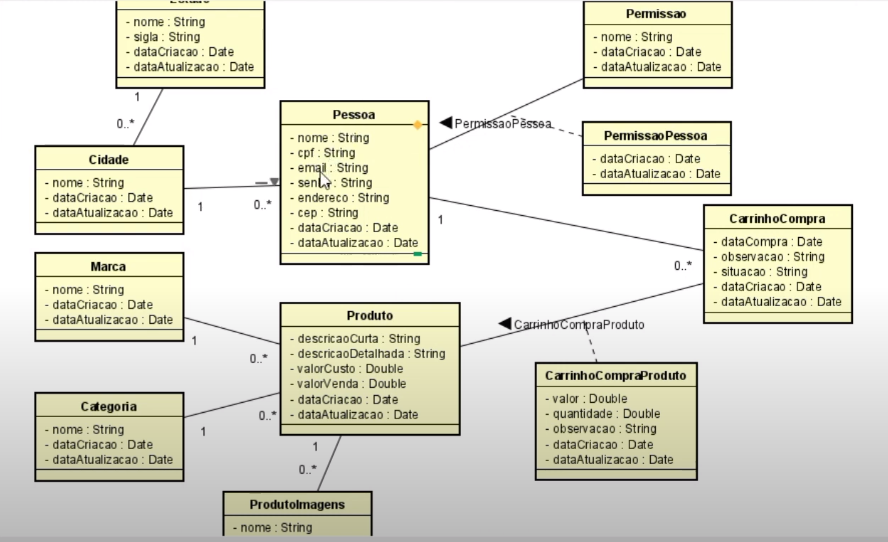 - nome : String
- sigla : String
- dataCriacao : Date
- dataAtualizacao : Date
1
0..*
Permissao
- nome : String
- dataCriacao : Date
- dataAtualizacao : Date
Pessoa
- nome : String
- cpf : String
- email : String
- endereco : String
- cep : String
- dataCriacao : Date
- dataAtualizacao : Date
PermissaoPessoa
PermissaoPessoa
- dataCriacao : Date
- dataAtualizacao : Date
Cidade
- nome : String
- dataCriacao : Date
- dataAtualizacao : Date
1
0..*
1
0..*
CarrinhoCompra
- dataCompra : Date
- observacao : String
- situacao : String
- dataCriacao : Date
- dataAtualizacao : Date
Marca
- nome : String
- dataCriacao : Date
- dataAtualizacao : Date
1
0..*
Produto
- descricaoCurta : String
- descricaoDetalhada : String
- valorCusto : Double
- valorVenda : Double
- dataCriacao : Date
- dataAtualizacao : Date
CarrinhoCompraProduto
CarrinhoCompraProduto
- valor : Double
- quantidade : Double
- observacao : String
- dataCriacao : Date
- dataAtualizacao : Date
Categoria
- nome : String
- dataCriacao : Date
- dataAtualizacao : Date
1
0..*
1
0..*
ProdutoImagens
- nome : String